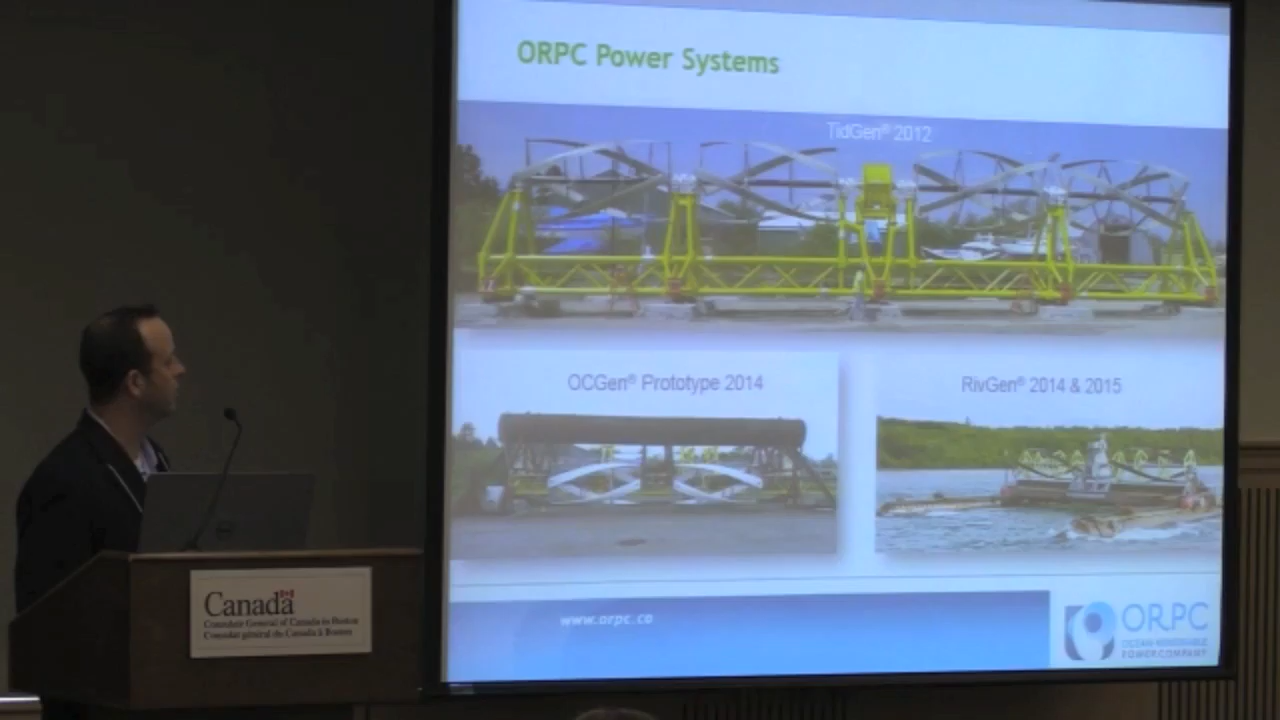 ORPC Power Systems
TidGen® 2012
OCGen® Prototype 2014
RivGen® 2014 & 2015
www.orpc.co
ORPC
OCEAN RENEWABLE
POWER COMPANY
Canada
Consulate General of Canada in Boston
Consulat général du Canada à Boston